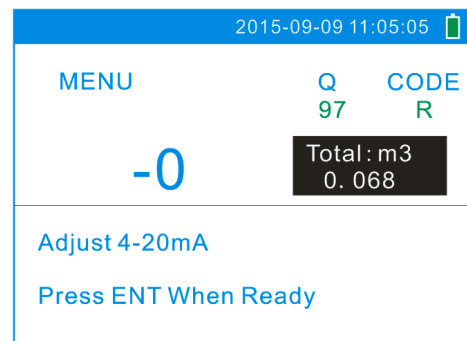 2015-09-09 11:05:05
MENU Q CODE
97 R
-0 Total: m3
0. 068
Adjust 4-20mA
Press ENT When Ready